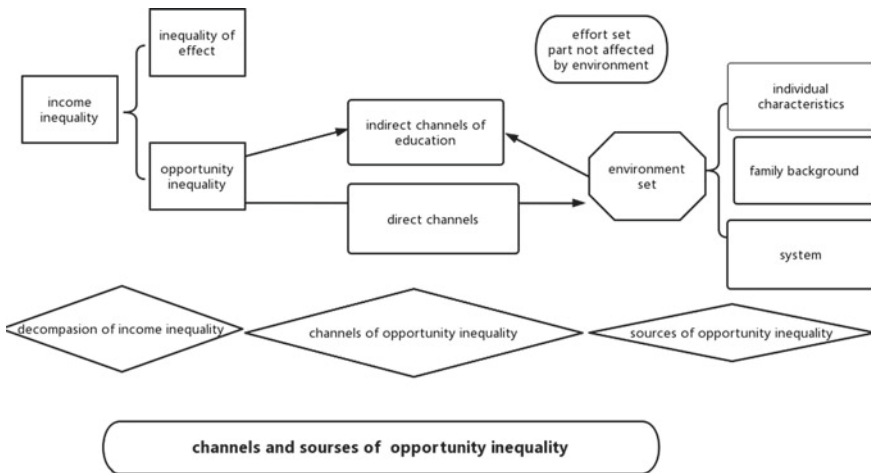 inequality of
effect
effort set
part not affected
by environment
income
inequality
individual
characteristics
indirect channels of
education
opportunity
inequality
environment
set
family background
direct channels
system
decompasion of income inequality
channels of opportunity inequality
sources of opportunity inequality
channels and sourses of opportunity inequality